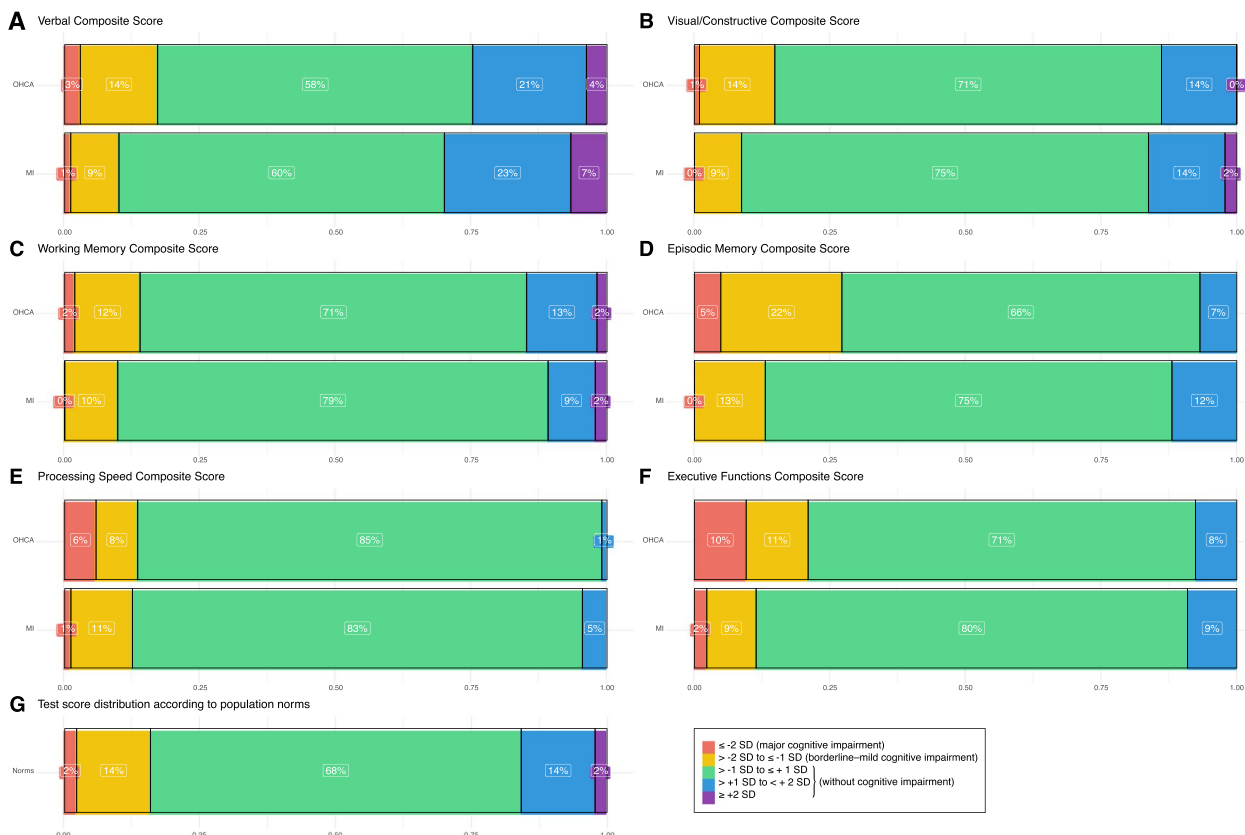 A Verbal Composite Score
OHCA 3% 14% 58% 21% 4%
MI 1% 9% 60% 23% 7%
0.00 0.25 0.50 0.75 1.00
B Visual/Constructive Composite Score
OHCA 1% 14% 71% 14% 0%
MI 0% 9% 75% 14% 2%
0.00 0.25 0.50 0.75 1.00
C Working Memory Composite Score
OHCA 2% 12% 71% 13% 2%
MI 0% 10% 79% 9% 2%
0.00 0.25 0.50 0.75 1.00
D Episodic Memory Composite Score
OHCA 5% 22% 66% 7%
MI 0% 13% 75% 12%
0.00 0.25 0.50 0.75 1.00
E Processing Speed Composite Score
OHCA 6% 8% 85% 1%
MI 1% 11% 83% 5%
0.00 0.25 0.50 0.75 1.00
F Executive Functions Composite Score
OHCA 10% 11% 71% 8%
MI 2% 9% 80% 9%
0.00 0.25 0.50 0.75 1.00
G Test score distribution according to population norms
Norms 2% 14% 68% 14% 2%
0.00 0.25 0.50 0.75 1.00
≤ -2 SD (major cognitive impairment)
> -2 SD to ≤ -1 SD (borderline–mild cognitive impairment)
> -1 SD to ≤ + 1 SD
> +1 SD to < + 2 SD (without cognitive impairment)
≥ +2 SD